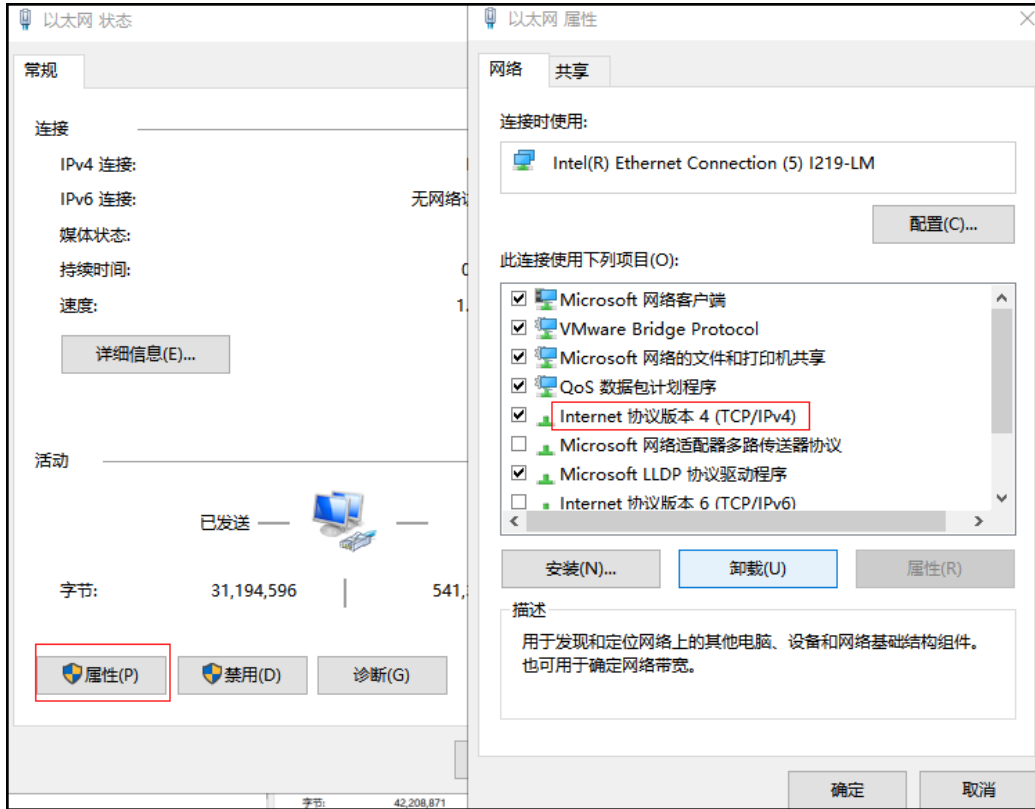 以太网 状态
常规
连接
IPv4 连接:
IPv6 连接:
无网络
媒体状态:
持续时间:
速度:
1.
详细信息(E)...
活动
已发送
字节:
31,194,596
541,
属性(P)
禁用(D)
诊断(G)
字节:
42,208,871
以太网 属性
网络
共享
连接时使用:
Intel(R) Ethernet Connection (5) I219-LM
配置(C)...
此连接使用下列项目(O):
Microsoft 网络客户端
VMware Bridge Protocol
Microsoft 网络的文件和打印机共享
QoS 数据包计划程序
Internet 协议版本 4 (TCP/IPv4)
Microsoft 网络适配器多路传送器协议
Microsoft LLDP 协议驱动程序
Internet 协议版本 6 (TCP/IPv6)
安装(N)...
卸载(U)
属性(R)
描述
用于发现和定位网络上的其他电脑、设备和网络基础结构组件。
也可用于确定网络带宽。
确定
取消